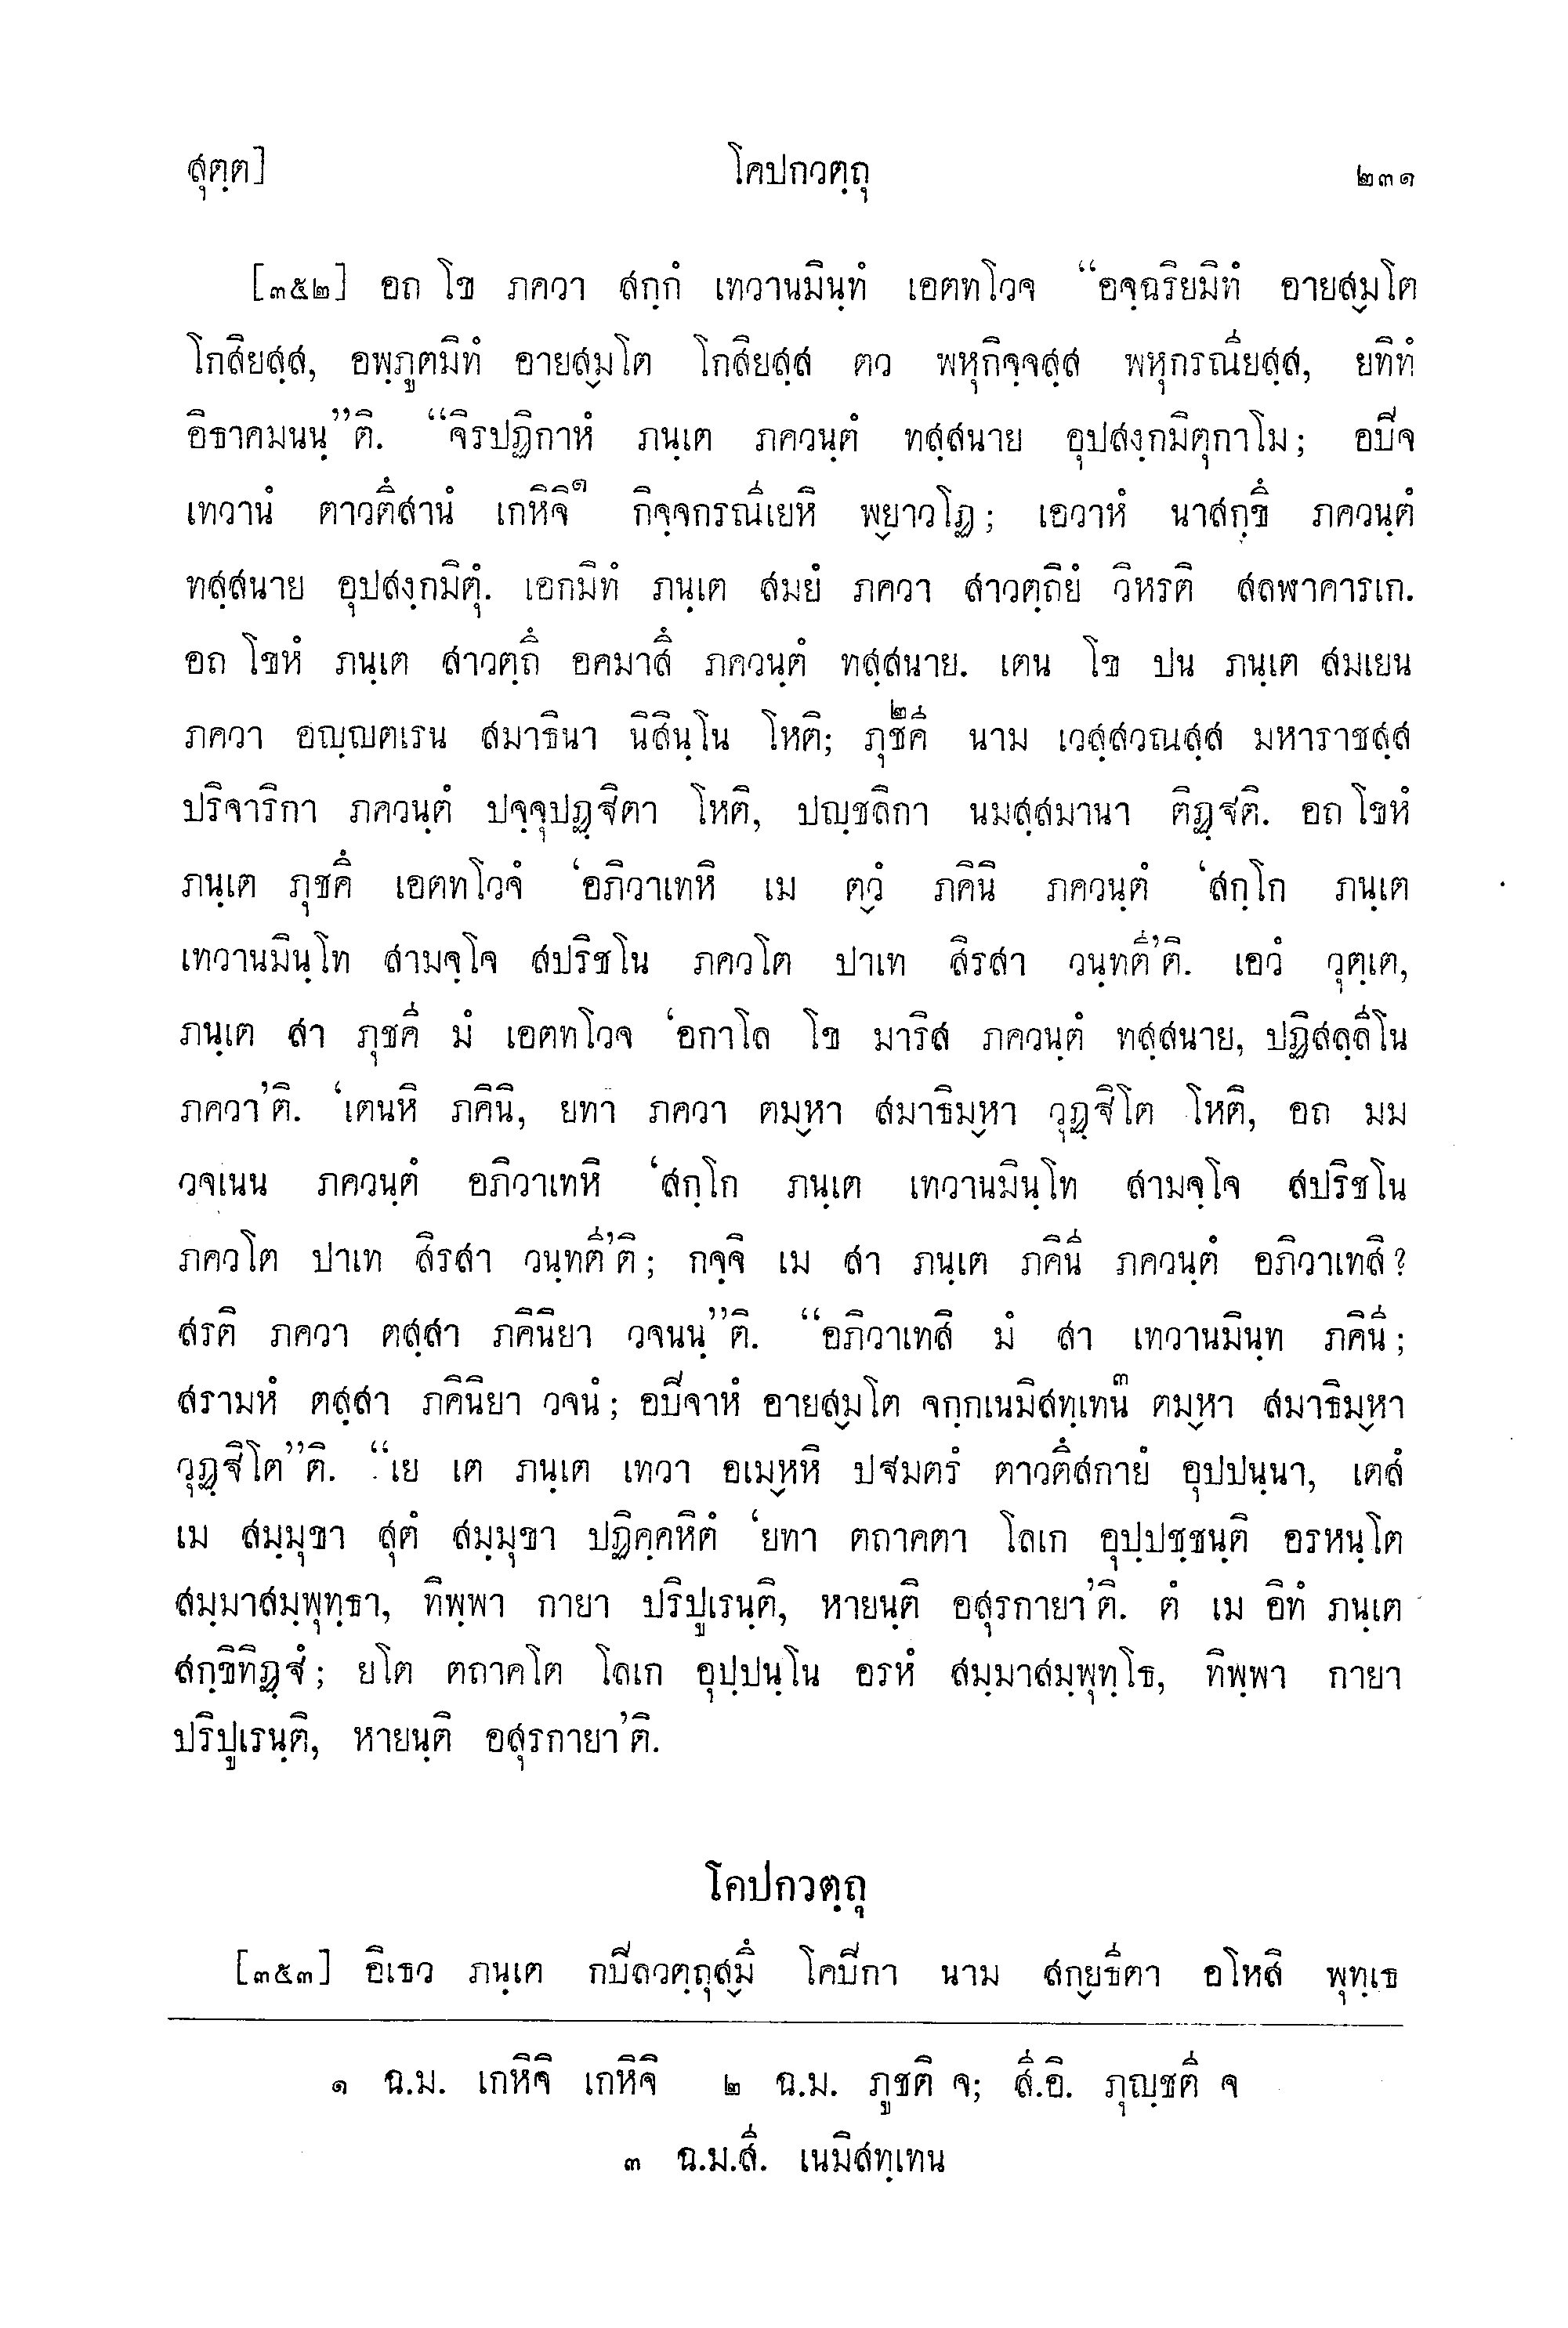 สุตฺต] โคปกวตฺถุ ๒๓๑
[๓๕๒] อถ โข ภควา สกฺกํ เทวานมินฺทํ เอตทโวจ “อจฺฉริยมิทํ อายสฺมโต
โกสิยสฺส, อพฺภูตมิทํ อายสฺมโต โกสิยสฺส ตว พหุกิจฺจสฺส พหุกรณียสฺส, ยทิทํ
อิธาคมนนฺ”ติ. “จิรปฏิกาหํ ภนฺเต ภควนฺตํ ทสฺสนาย อุปสงฺกมิตุกาโม; อปิจ
เทวานํ ตาวตึสานํ เกหิจิ๑ กิจฺจกรณีเยหิ พฺยาวโฏ; เอวาหํ นาสกฺขึ ภควนฺตํ
ทสฺสนาย อุปสงฺกมิตุํ. เอกมิทํ ภนฺเต สมยํ ภควา สาวตฺถิยํ วิหรติ สลฬาคารเก.
อถ โขหํ ภนฺเต สาวตฺถึ อคมาสึ ภควนฺตํ ทสฺสนาย. เตน โข ปน ภนฺเต สมเยน
ภควา อญฺญตเรน สมาธินา นิสินฺโน โหติ; ภุชคี๒ นาม เวสฺสวณสฺส มหาราชสฺส
ปริจาริกา ภควนฺตํ ปจฺจุปฏฺฐิตา โหติ, ปญฺชลิกา นมสฺสมานา ติฏฺฐติ. อถ โขหํ
ภนฺเต ภุชคึ เอตทโวจํ ‘อภิวาเทหิ เม ตฺวํ ภคินิ ภควนฺตํ ‘สกฺโก ภนฺเต
เทวานมินฺโท สามจฺโจ สปริชโน ภควโต ปาเท สิรสา วนฺทตี’ติ. เอวํ วุตฺเต,
ภนฺเต สา ภุชคี มํ เอตทโวจ ‘อกาโล โข มาริส ภควนฺตํ ทสฺสนาย, ปฏิสลฺลีโน
ภควา’ติ. ‘เตนหิ ภคินิ, ยทา ภควา ตมฺหา สมาธิมฺหา วุฏฺฐิโต โหติ, อถ มม
วจเนน ภควนฺตํ อภิวาเทหิ ‘สกฺโก ภนฺเต เทวานมินฺโท สามจฺโจ สปริชโน
ภควโต ปาเท สิรสา วนฺทตี’ติ; กจฺจิ เม สา ภนฺเต ภคินี ภควนฺตํ อภิวาเทสิ?
สรติ ภควา ตสฺสา ภคินิยา วจนนฺ”ติ. “อภิวาเทสิ มํ สา เทวานมินฺท ภคินี;
สรามหํ ตสฺสา ภคินิยา วจนํ; อปิจาหํ อายสฺมโต จกฺกเนมิสทฺเทน๓ ตมฺหา สมาธิมฺหา
วุฏฺฐิโต”ติ. “เย เต ภนฺเต เทวา อเมฺหหิ ปฐมตรํ ตาวตึสกายํ อุปปนฺนา, เตสํ
เม สมฺมุขา สุตํ สมฺมุขา ปฏิคฺคหิตํ ‘ยทา ตถาคตา โลเก อุปฺปชฺชนฺติ อรหนฺโต
สมฺมาสมฺพุทฺธา, ทิพฺพา กายา ปริปูเรนฺติ, หายนฺติ อสุรกายา’ติ. ตํ เม อิทํ ภนฺเต
สกฺขิทิฏฺฐํ; ยโต ตถาคโต โลเก อุปฺปนฺโน อรหํ สมฺมาสมฺพุทฺโธ, ทิพฺพา กายา
ปริปูเรนฺติ, หายนฺติ อสุรกายา’ติ.
โคปกวตฺถุ
[๓๕๓] อิเธว ภนฺเต กปิลวตฺถุสฺมึ โคปิกา นาม สกฺยธีตา อโหสิ พุทฺเธ
๑ ฉ.ม. เกหิจิ เกหิจิ ๒ ฉ.ม. ภูชติ จ; สี.อิ. ภุญฺชตี จ
๓ ฉ.ม.สี. เนมิสทฺเทน